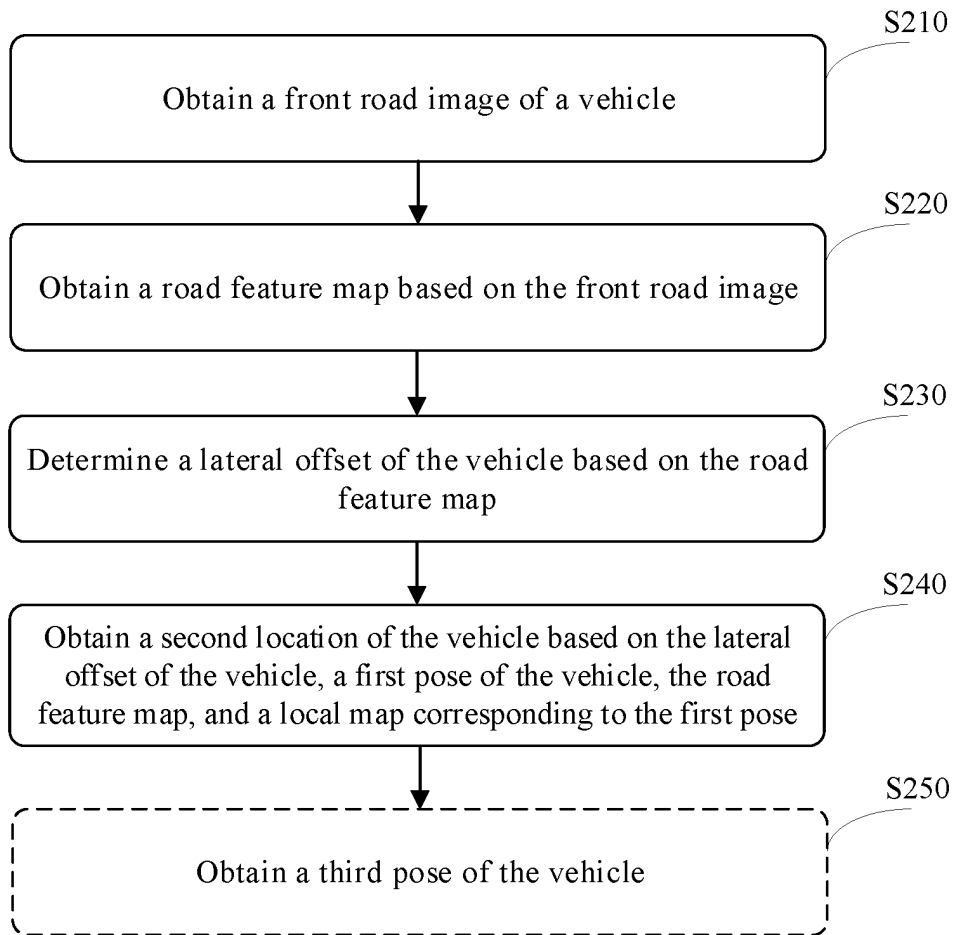 S210
Obtain a front road image of a vehicle
S220
Obtain a road feature map based on the front road image
S230
Determine a lateral offset of the vehicle based on the road
feature map
S240
Obtain a second location of the vehicle based on the lateral
offset of the vehicle, a first pose of the vehicle, the road
feature map, and a local map corresponding to the first pose
S250
Obtain a third pose of the vehicle